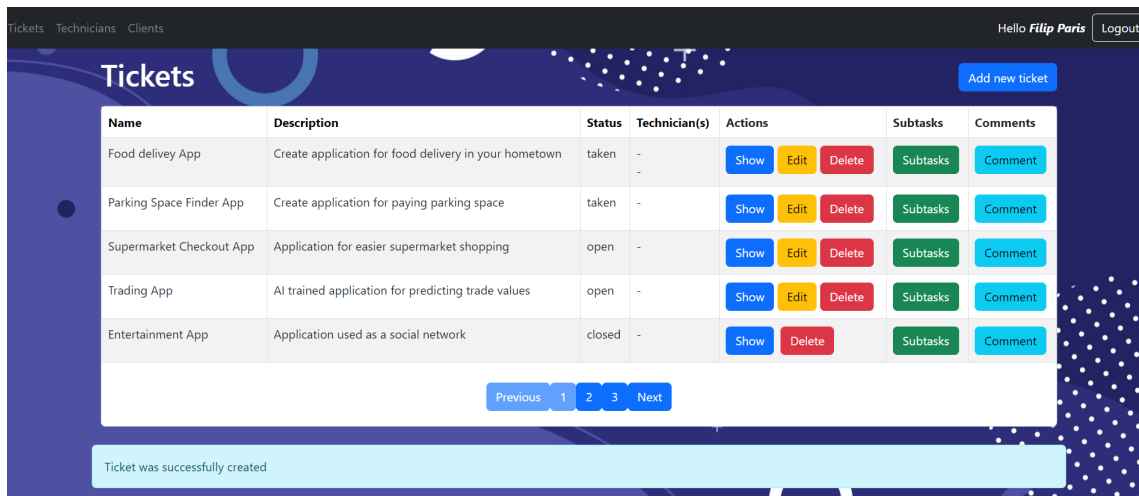 Tickets Technicians Clients Hello Filip Paris Logout
Tickets Add new ticket
Name Description Status Technician(s) Actions Subtasks Comments
Food delivey App Create application for food delivery in your hometown taken - Show Edit Delete Subtasks Comment
-
Parking Space Finder App Create application for paying parking space taken - Show Edit Delete Subtasks Comment
Supermarket Checkout App Application for easier supermarket shopping open - Show Edit Delete Subtasks Comment
Trading App AI trained application for predicting trade values open - Show Edit Delete Subtasks Comment
Entertainment App Application used as a social network closed - Show Delete Subtasks Comment
Previous 1 2 3 Next
Ticket was successfully created